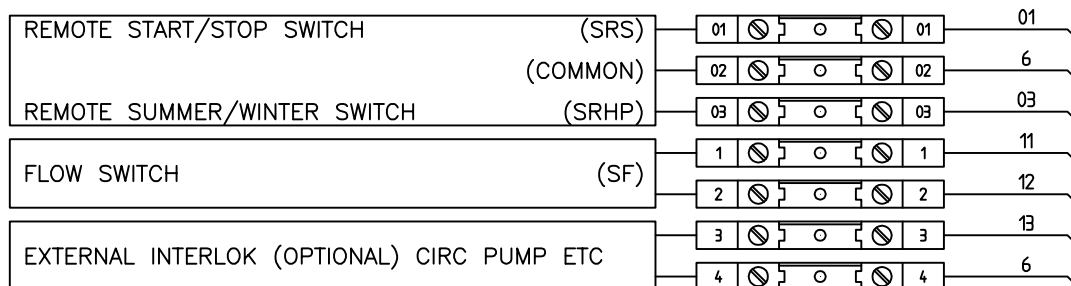 REMOTE START/STOP SWITCH (SRS) 01 01 01
(COMMON) 02 02 6
REMOTE SUMMER/WINTER SWITCH (SRHP) 03 03 03
1 1 11
FLOW SWITCH (SF)
2 2 12
3 3 13
EXTERNAL INTERLOK (OPTIONAL) CIRC PUMP ETC
4 4 6